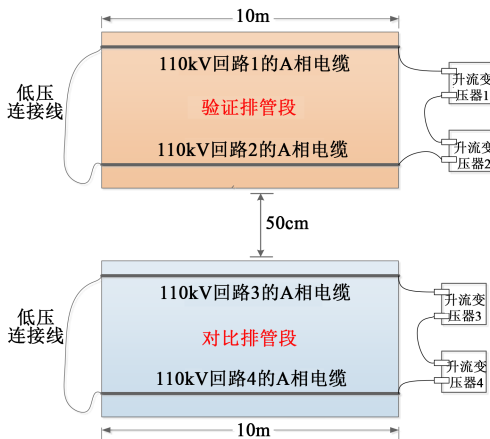 10m
110kV回路1的A相电缆
低压
连接线
验证排管段
升流变
压器1
110kV回路2的A相电缆
升流变
压器2
50cm
110kV回路3的A相电缆
升流变
压器3
低压
连接线
对比排管段
110kV回路4的A相电缆
升流变
压器4
10m